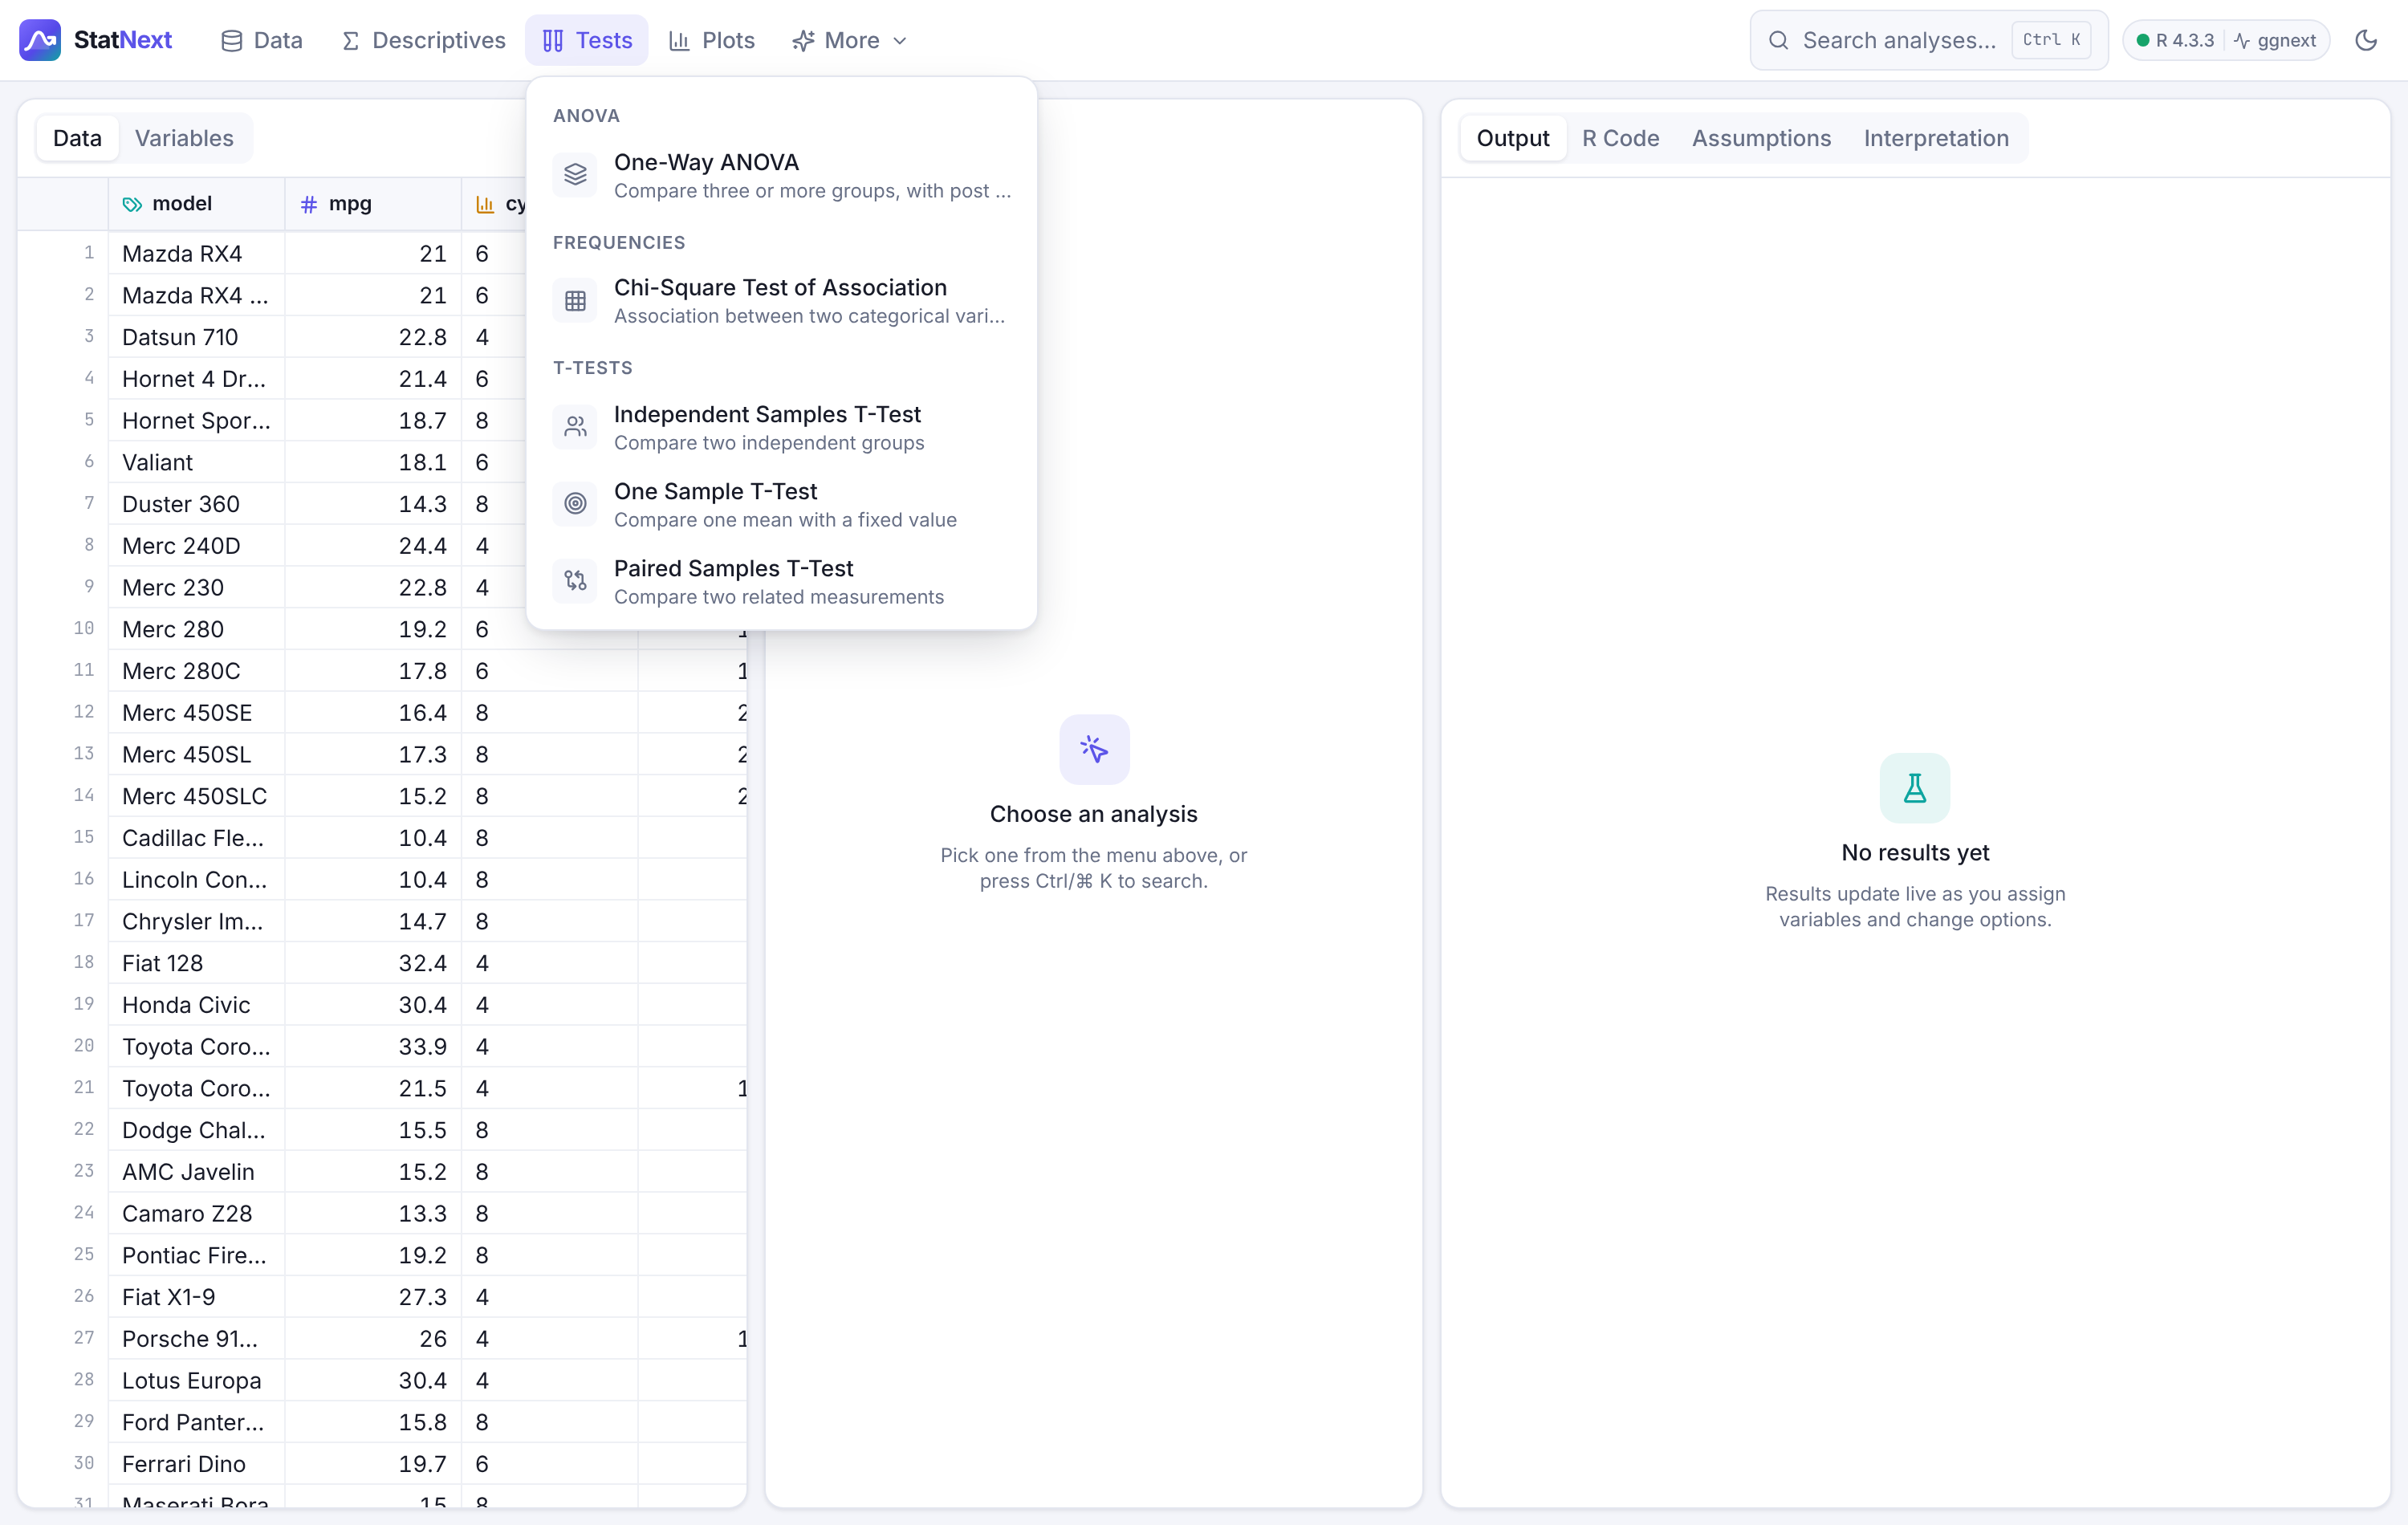 StatNext
Data
Descriptives
Tests
Plots
More
Search analyses...
Ctrl K
R 4.3.3
ggnext
Data
Variables
model
mpg
1 Mazda RX4 21 6
2 Mazda RX4 ... 21 6
3 Datsun 710 22.8 4
4 Hornet 4 Dr... 21.4 6
5 Hornet Spor... 18.7 8
6 Valiant 18.1 6
7 Duster 360 14.3 8
8 Merc 240D 24.4 4
9 Merc 230 22.8 4
10 Merc 280 19.2 6
11 Merc 280C 17.8 6 1
12 Merc 450SE 16.4 8 2
13 Merc 450SL 17.3 8 2
14 Merc 450SLC 15.2 8 2
15 Cadillac Fle... 10.4 8
16 Lincoln Con... 10.4 8
17 Chrysler Im... 14.7 8
18 Fiat 128 32.4 4
19 Honda Civic 30.4 4
20 Toyota Coro... 33.9 4
21 Toyota Coro... 21.5 4 1
22 Dodge Chal... 15.5 8
23 AMC Javelin 15.2 8
24 Camaro Z28 13.3 8
25 Pontiac Fire... 19.2 8
26 Fiat X1-9 27.3 4
27 Porsche 91... 26 4 1
28 Lotus Europa 30.4 4
29 Ford Panter... 15.8 8
30 Ferrari Dino 19.7 6
31 Maserati Bora 15 8
ANOVA
One-Way ANOVA
Compare three or more groups, with post ...
FREQUENCIES
Chi-Square Test of Association
Association between two categorical vari...
T-TESTS
Independent Samples T-Test
Compare two independent groups
One Sample T-Test
Compare one mean with a fixed value
Paired Samples T-Test
Compare two related measurements
Choose an analysis
Pick one from the menu above, or
press Ctrl/⌘ K to search.
Output
R Code
Assumptions
Interpretation
No results yet
Results update live as you assign
variables and change options.